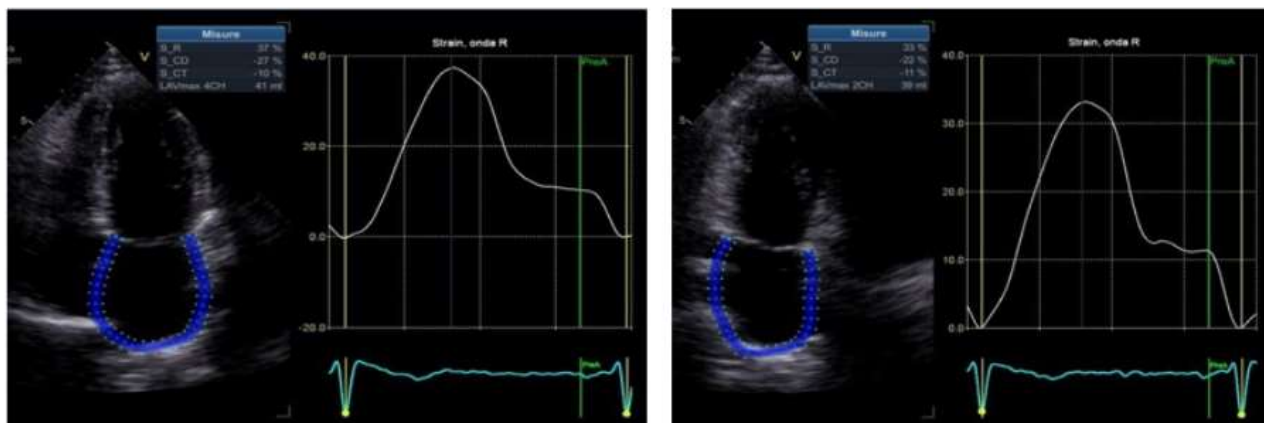 Misure
S_R 37 %
S_CD -27 %
S_CT -10 %
LAVmax 4CH 41 ml
V
Strain, onda R
40.0
PreA
20.0
0.0
-20.0
PreA
Misure
S_R 33 %
S_CD -22 %
S_CT -11 %
LAVmax 2CH 39 ml
V
Strain, onda R
40.0
PreA
30.0
20.0
10.0
0.0
PreA